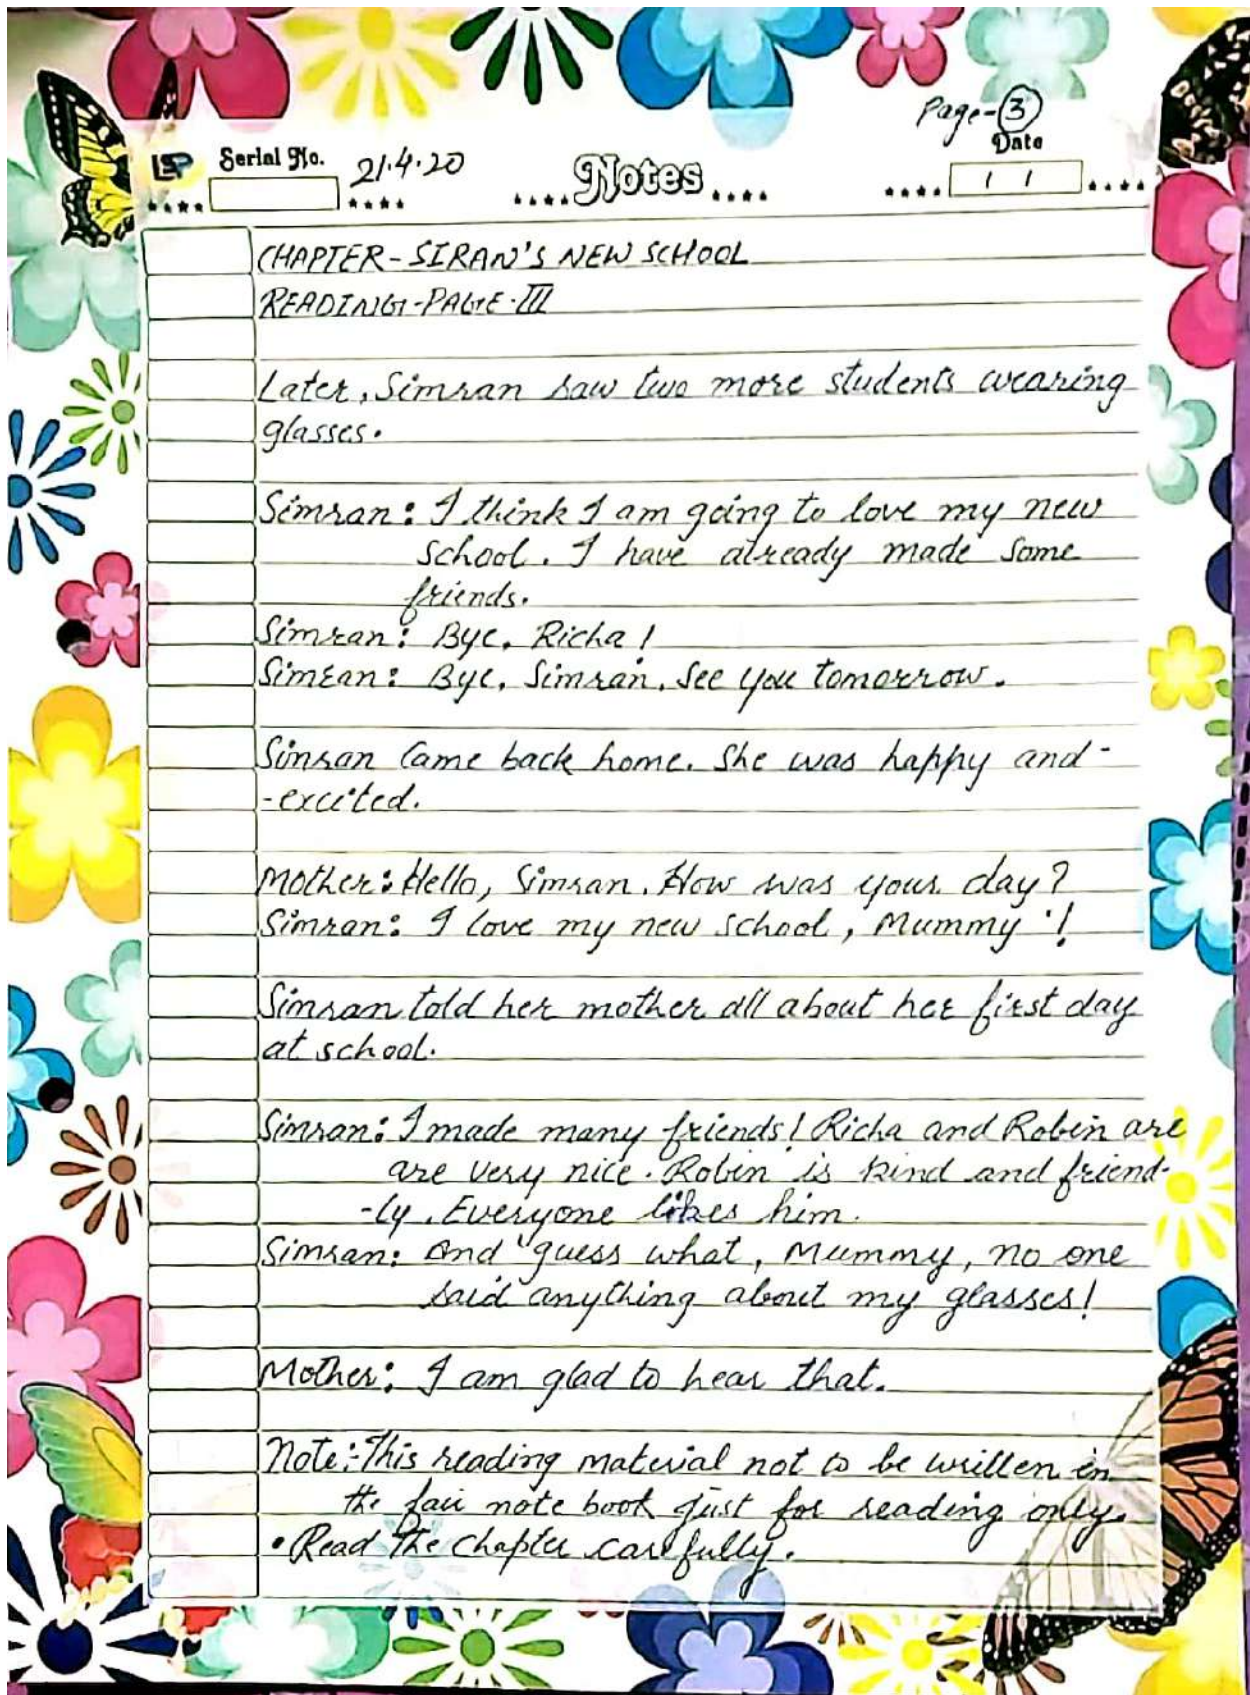 Page-3
LSP Serial No. 21.4.20 Notes Date
CHAPTER-SIRAN'S NEW SCHOOL
READING-PAGE-III
Later, Simran saw two more students wearing
glasses.
Simran: I think I am going to love my new
school. I have already made some
friends.
Simran: Bye, Richa!
Simran: Bye, Simran, See you tomorrow.
Simran Came back home. She was happy and-
-excited.
Mother: Hello, Simran. How was your day?
Simran: I love my new school, Mummy !
Simran told her mother all about her first day
at school.
Simran: I made many friends! Richa and Robin are
are very nice. Robin is kind and friend-
-ly. Everyone likes him.
Simran: And guess what, Mummy, no one
said anything about my glasses!
Mother: I am glad to hear that.
Note:-This reading material not to be written in
the fair note book just for reading only.
• Read the chapter carefully.